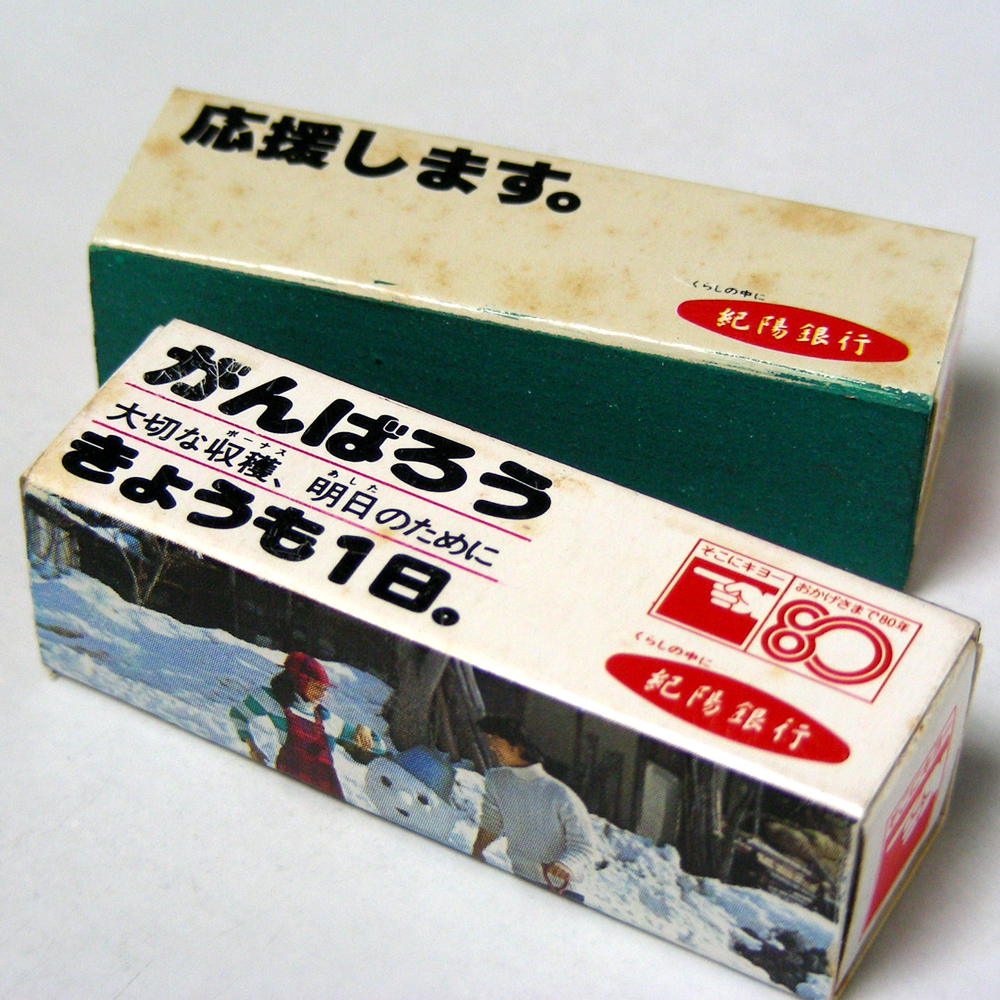 応援します。
くらしの中に
紀陽銀行
がんばろう
大切な収穫、明日のために
ボーナス
あした
きょうも1日。
そこにキヨー
おかげさまで80年
80
くらしの中に
紀陽銀行